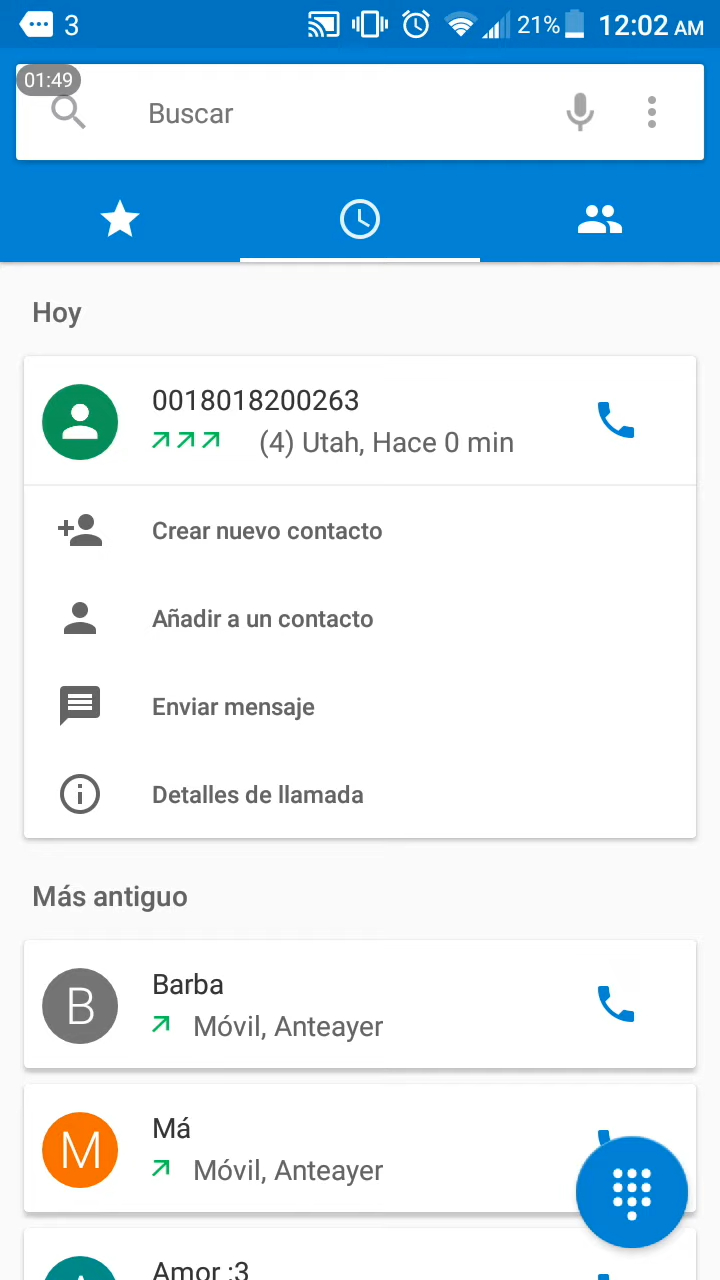 3
21%
12:02 AM
01:49
Buscar
Hoy
0018018200263
(4) Utah, Hace 0 min
Crear nuevo contacto
Añadir a un contacto
Enviar mensaje
Detalles de llamada
Más antiguo
B
Barba
Móvil, Anteayer
M
Má
Móvil, Anteayer
Amor :3